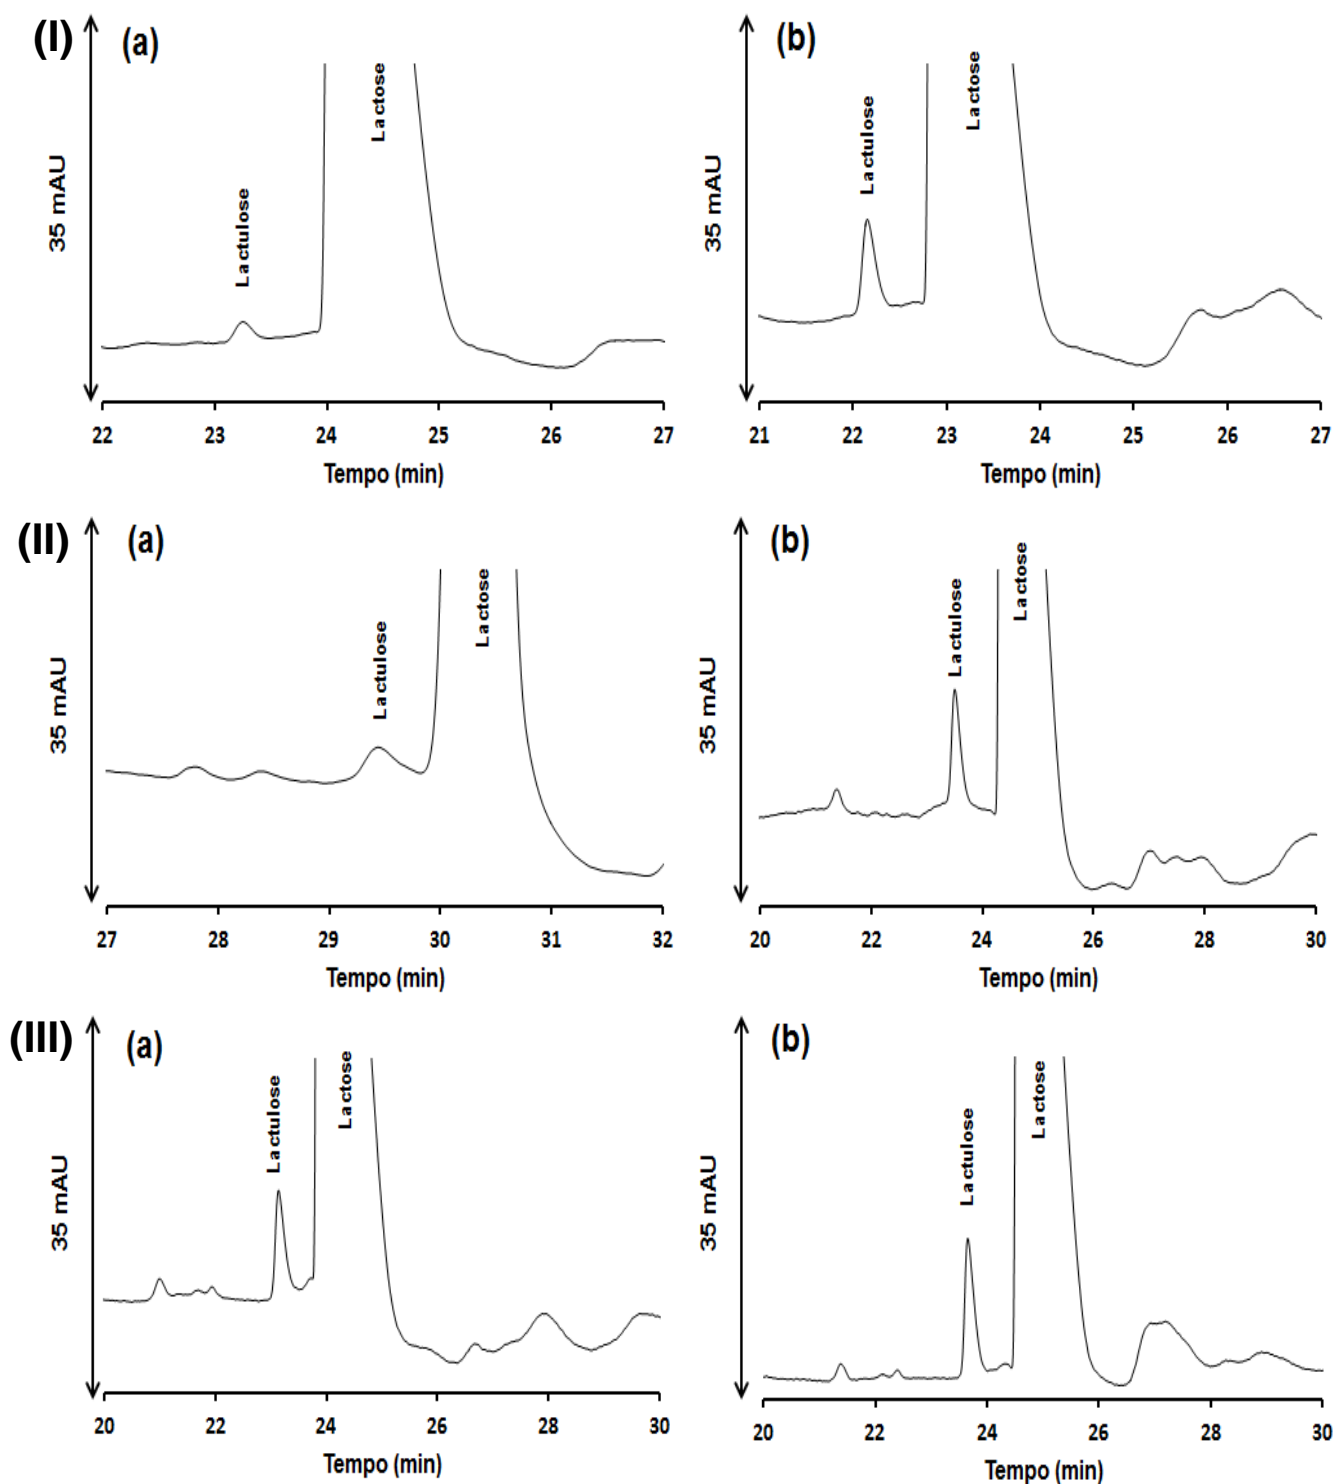 (I)
(a)
35 mAU
Lactulose
Lactose
22 23 24 25 26 27
Tempo (min)
(b)
35 mAU
Lactulose
Lactose
21 22 23 24 25 26 27
Tempo (min)
(II)
(a)
35 mAU
Lactulose
Lactose
27 28 29 30 31 32
Tempo (min)
(b)
35 mAU
Lactulose
Lactose
20 22 24 26 28 30
Tempo (min)
(III)
(a)
35 mAU
Lactulose
Lactose
20 22 24 26 28 30
Tempo (min)
(b)
35 mAU
Lactulose
Lactose
20 22 24 26 28 30
Tempo (min)